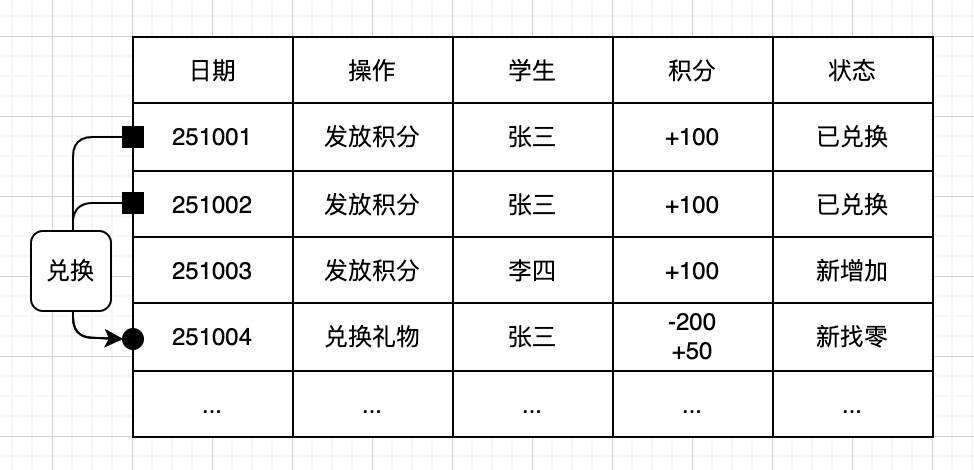 日期 操作 学生 积分 状态
251001 发放积分 张三 +100 已兑换
251002 发放积分 张三 +100 已兑换
兑换
251003 发放积分 李四 +100 新增加
251004 兑换礼物 张三 -200 新找零
+50
... ... ... ... ...